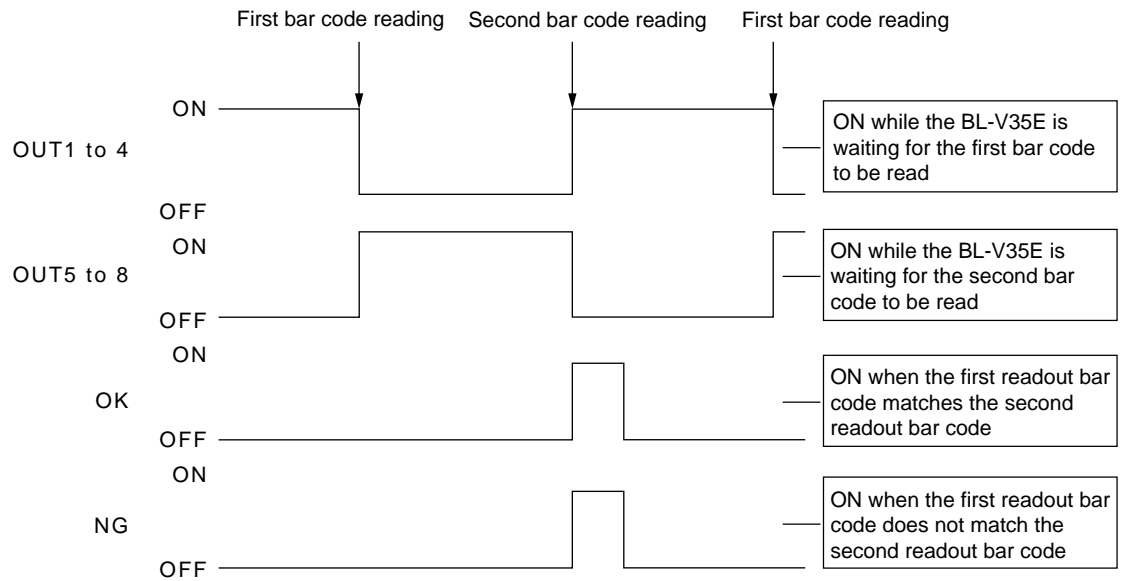 First bar code reading
Second bar code reading
First bar code reading
ON
OUT1 to 4
OFF
ON while the BL-V35E is
waiting for the first bar code
to be read
ON
OUT5 to 8
OFF
ON while the BL-V35E is
waiting for the second bar
code to be read
ON
OK
OFF
ON when the first readout bar
code matches the second
readout bar code
ON
NG
OFF
ON when the first readout bar
code does not match the
second readout bar code